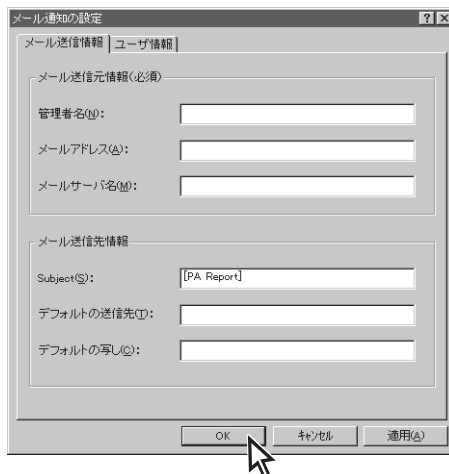 メール通知の設定
メール送信情報 ユーザ情報
メール送信元情報(必須)
管理者名(N):
メールアドレス(A):
メールサーバ名(M):
メール送信先情報
Subject(S): [PA Report]
デフォルトの送信先(T):
デフォルトの写し(C):
OK キャンセル 適用(A)